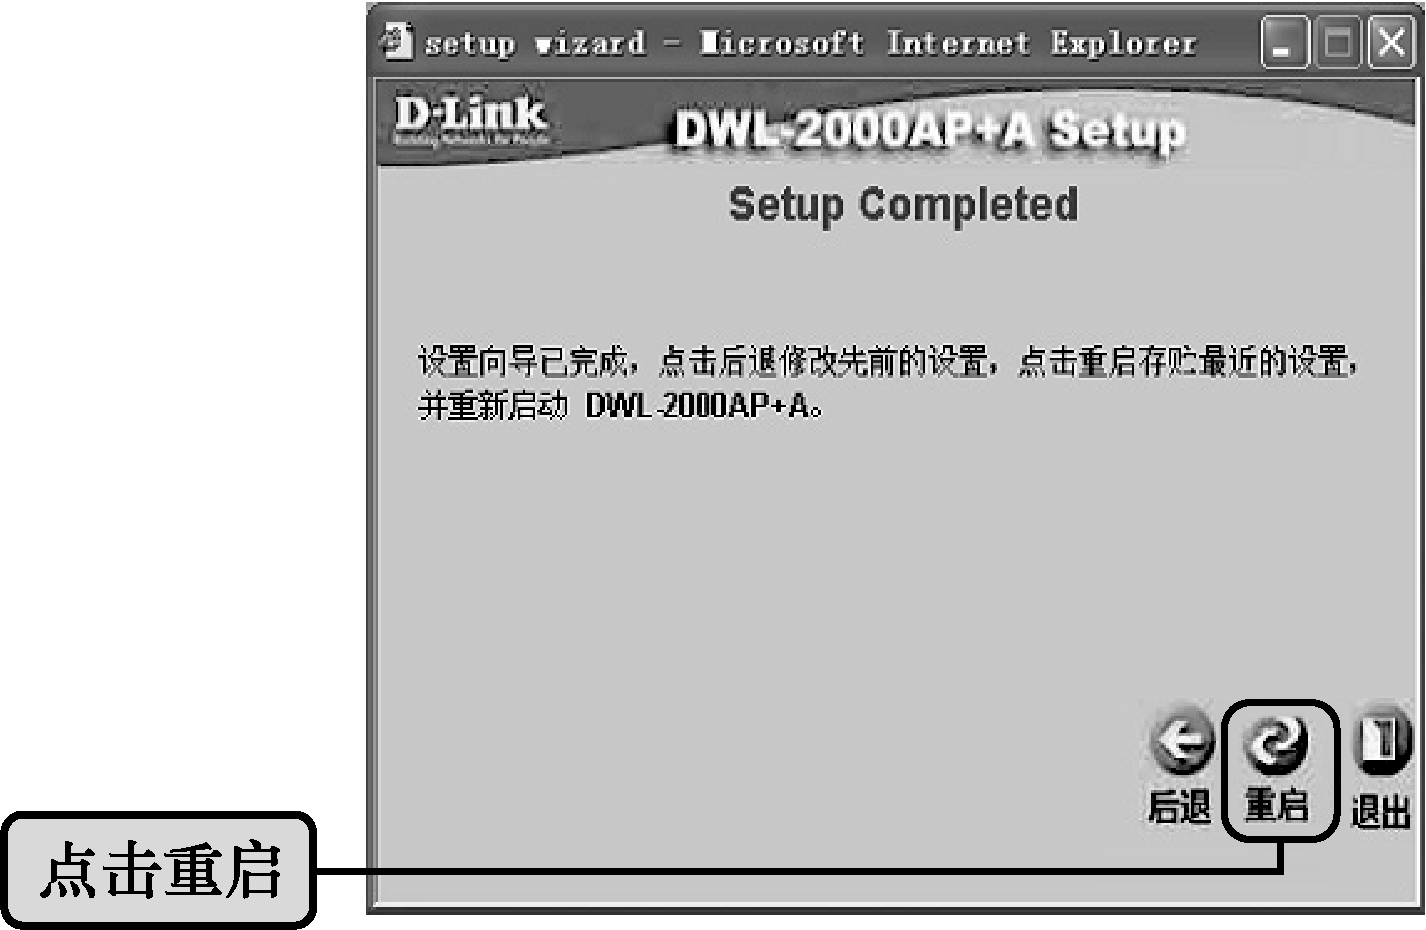 setup wizard - Microsoft Internet Explorer
D-Link
DWL-2000AP+A Setup
Setup Completed
设置向导已完成，点击后退修改先前的设置，点击重启存贮最近的设置，
并重新启动 DWL-2000AP+A。
后退 重启 退出
点击重启